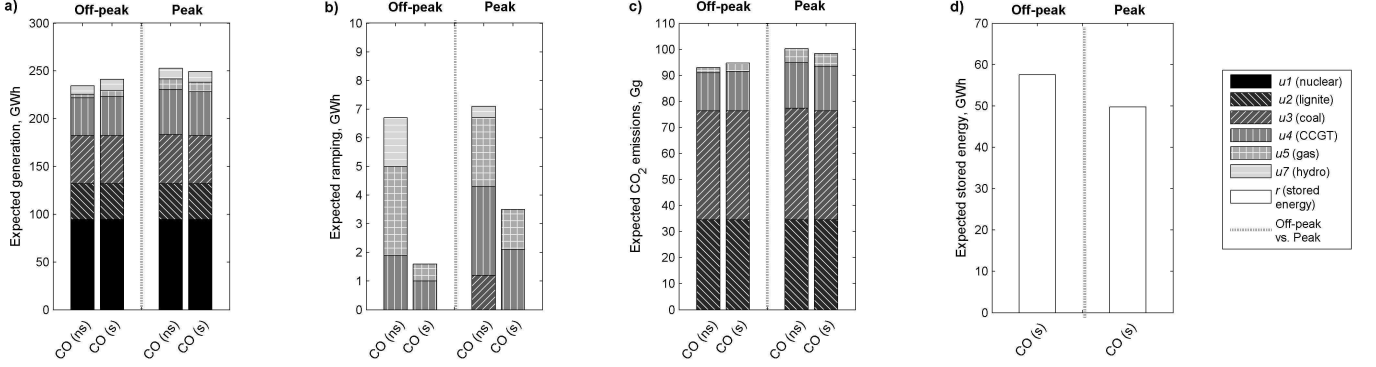 a)
Off-peak Peak
Expected generation, GWh
300
250
200
150
100
50
0
CO (ns)
CO (s)
CO (ns)
CO (s)
b)
Off-peak Peak
Expected ramping, GWh
10
9
8
7
6
5
4
3
2
1
0
CO (ns)
CO (s)
CO (ns)
CO (s)
c)
Off-peak Peak
Expected CO2 emissions, Gg
110
100
90
80
70
60
50
40
30
20
10
0
CO (ns)
CO (s)
CO (ns)
CO (s)
d)
Off-peak Peak
Expected stored energy, GWh
70
60
50
40
30
20
10
0
CO (s)
CO (s)
u1 (nuclear)
u2 (lignite)
u3 (coal)
u4 (CCGT)
u5 (gas)
u7 (hydro)
r (stored
energy)
Off-peak
vs. Peak